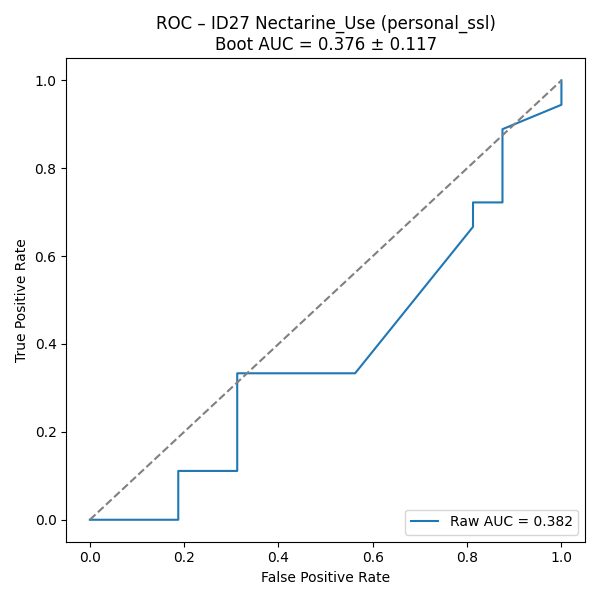 ROC – ID27 Nectarine_Use (personal_ssl)
Boot AUC = 0.376 ± 0.117
True Positive Rate
1.0
0.8
0.6
0.4
0.2
0.0
Raw AUC = 0.382
0.0 0.2 0.4 0.6 0.8 1.0
False Positive Rate